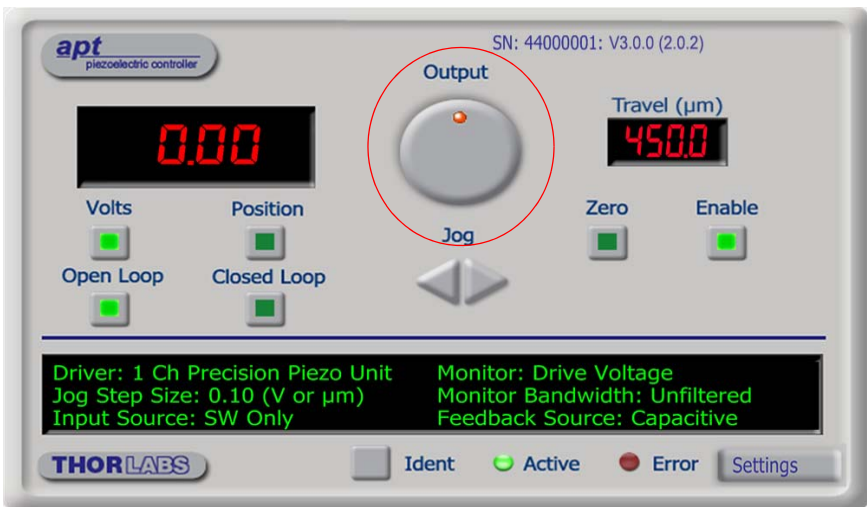 apt
piezoelectric controller
SN: 44000001: V3.0.0 (2.0.2)
Output
Travel (µm)
0.00
450.0
Volts
Position
Jog
Zero
Enable
Open Loop
Closed Loop
Driver: 1 Ch Precision Piezo Unit
Monitor: Drive Voltage
Jog Step Size: 0.10 (V or µm)
Monitor Bandwidth: Unfiltered
Input Source: SW Only
Feedback Source: Capacitive
THORLABS
Ident
Active
Error
Settings